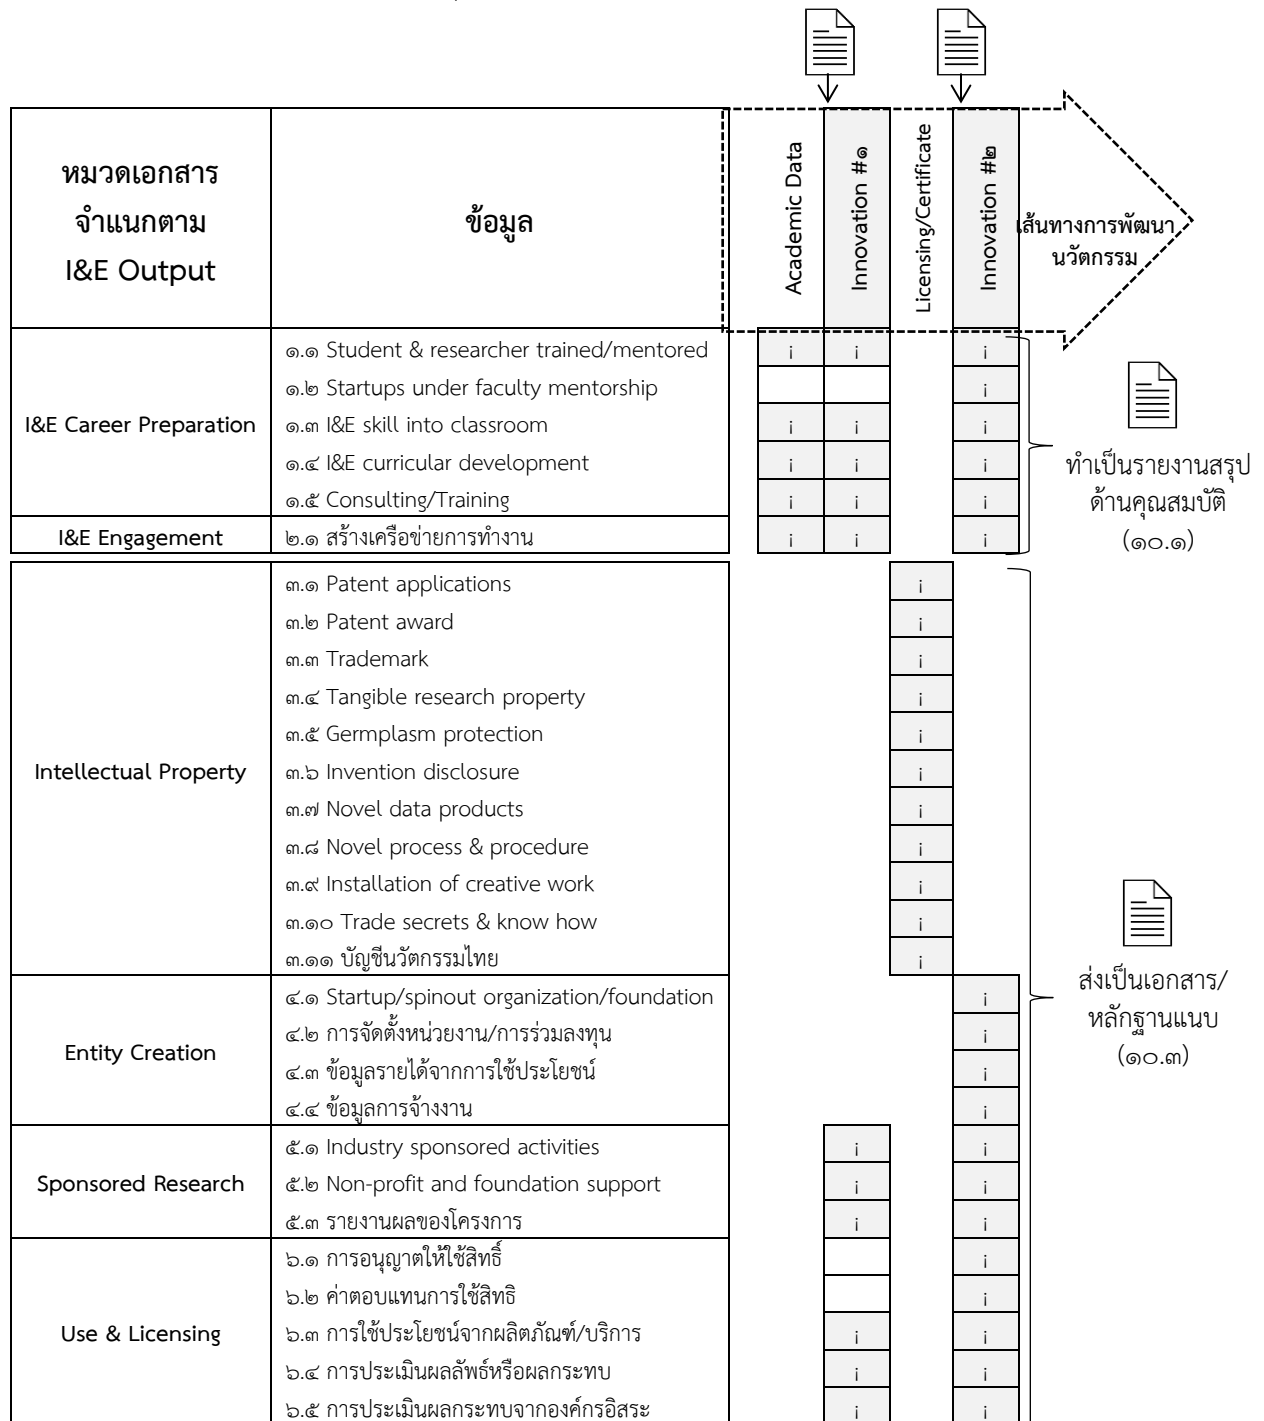 หมวดเอกสาร
จำแนกตาม
I&E Output
ข้อมูล
Academic Data
Innovation #๑
Licensing/Certificate
Innovation #๒
เส้นทางการพัฒนา
นวัตกรรม
I&E Career Preparation
๑.๑ Student & researcher trained/mentored ¡ ¡ ¡
๑.๒ Startups under faculty mentorship ¡
๑.๓ I&E skill into classroom ¡ ¡ ¡
๑.๔ I&E curricular development ¡ ¡ ¡
๑.๕ Consulting/Training ¡ ¡ ¡
I&E Engagement ๒.๑ สร้างเครือข่ายการทำงาน ¡ ¡ ¡
ทำเป็นรายงานสรุป
ด้านคุณสมบัติ
(๑๐.๑)
Intellectual Property
๓.๑ Patent applications ¡
๓.๒ Patent award ¡
๓.๓ Trademark ¡
๓.๔ Tangible research property ¡
๓.๕ Germplasm protection ¡
๓.๖ Invention disclosure ¡
๓.๗ Novel data products ¡
๓.๘ Novel process & procedure ¡
๓.๙ Installation of creative work ¡
๓.๑๐ Trade secrets & know how ¡
๓.๑๑ บัญชีนวัตกรรมไทย ¡
Entity Creation
๔.๑ Startup/spinout organization/foundation ¡
๔.๒ การจัดตั้งหน่วยงาน/การร่วมลงทุน ¡
๔.๓ ข้อมูลรายได้จากการใช้ประโยชน์ ¡
๔.๔ ข้อมูลการจ้างงาน ¡
ส่งเป็นเอกสาร/
หลักฐานแนบ
(๑๐.๓)
Sponsored Research
๕.๑ Industry sponsored activities ¡ ¡
๕.๒ Non-profit and foundation support ¡ ¡
๕.๓ รายงานผลของโครงการ ¡ ¡
Use & Licensing
๖.๑ การอนุญาตให้ใช้สิทธิ์ ¡
๖.๒ ค่าตอบแทนการใช้สิทธิ ¡
๖.๓ การใช้ประโยชน์จากผลิตภัณฑ์/บริการ ¡ ¡
๖.๔ การประเมินผลลัพธ์หรือผลกระทบ ¡ ¡
๖.๕ การประเมินผลกระทบจากองค์กรอิสระ ¡ ¡